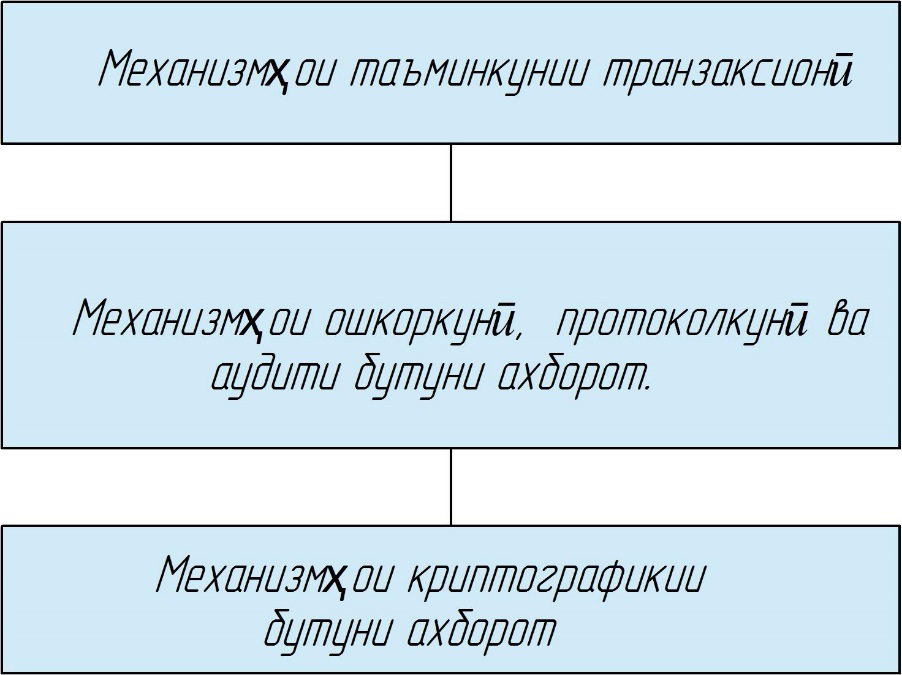 Механизмҳои таъминкунии транзаксионӣ
Механизмҳои ошкоркунӣ, протоколкунӣ ва
аудити бутуни ахборот.
Механизмҳои криптографикии
бутуни ахборот